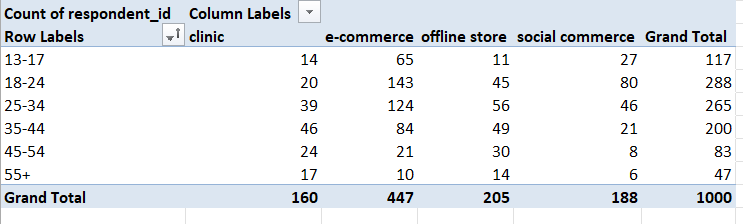 Count of respondent_id Column Labels
Row Labels clinic e-commerce offline store social commerce Grand Total
13-17 14 65 11 27 117
18-24 20 143 45 80 288
25-34 39 124 56 46 265
35-44 46 84 49 21 200
45-54 24 21 30 8 83
55+ 17 10 14 6 47
Grand Total 160 447 205 188 1000